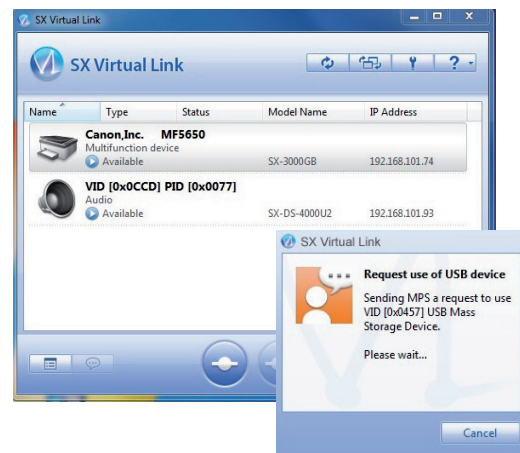 SX Virtual Link
SX Virtual Link
?
Name Type Status Model Name IP Address
Canon,Inc. MF5650
Multifunction device
Available SX-3000GB 192.168.101.74
VID [0x0CCD] PID [0x0077]
Audio
Available SX-DS-4000U2 192.168.101.93
SX Virtual Link
Request use of USB device
Sending MPS a request to use
VID [0x0457] USB Mass
Storage Device.
Please wait...
Cancel